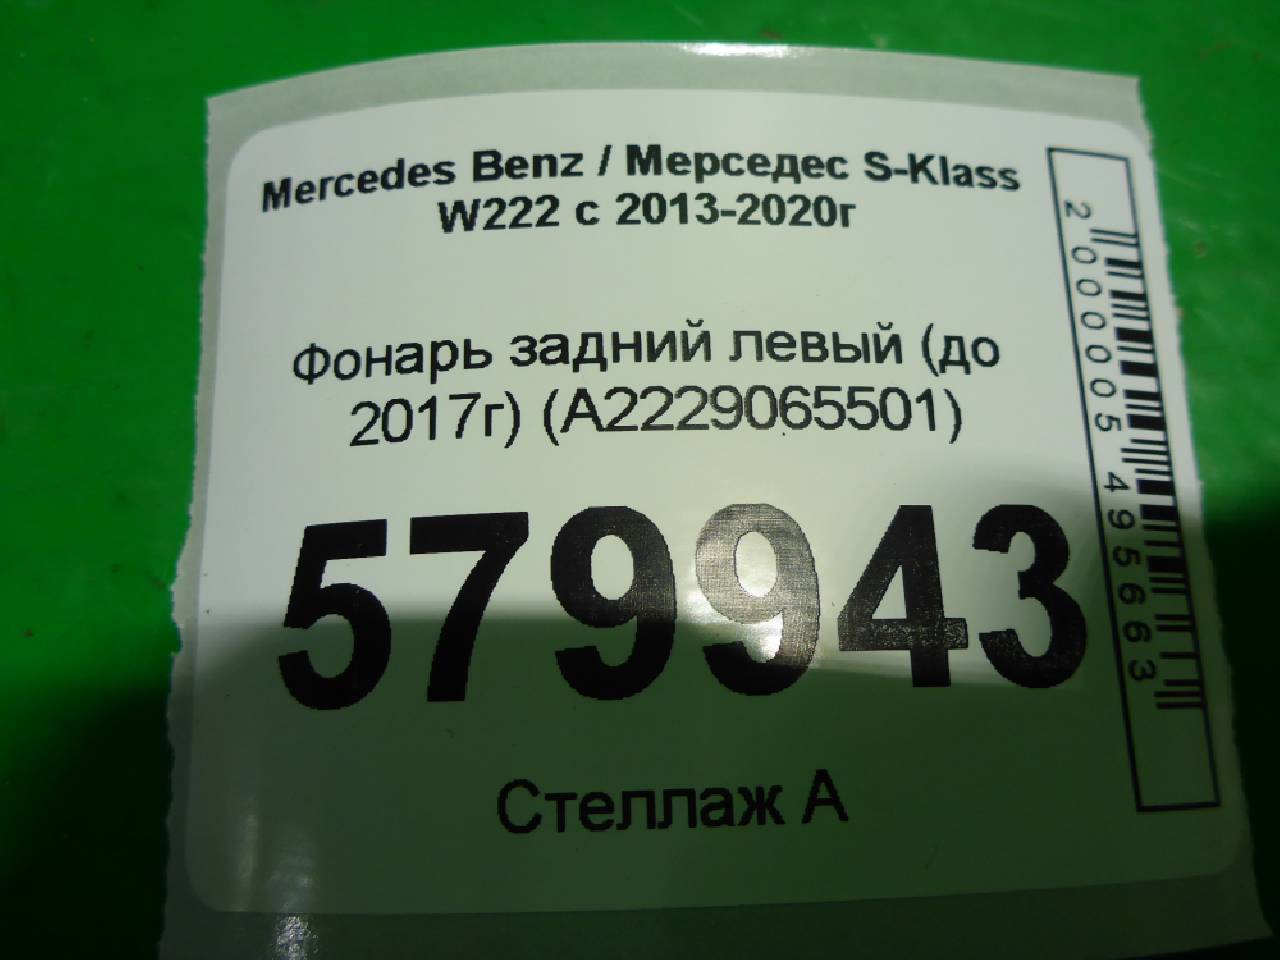 Mercedes Benz / Мерседес S-Klass
W222 с 2013-2020г
Фонарь задний левый (до
2017г) (A2229065501)
579943
Стеллаж А
2000005495663